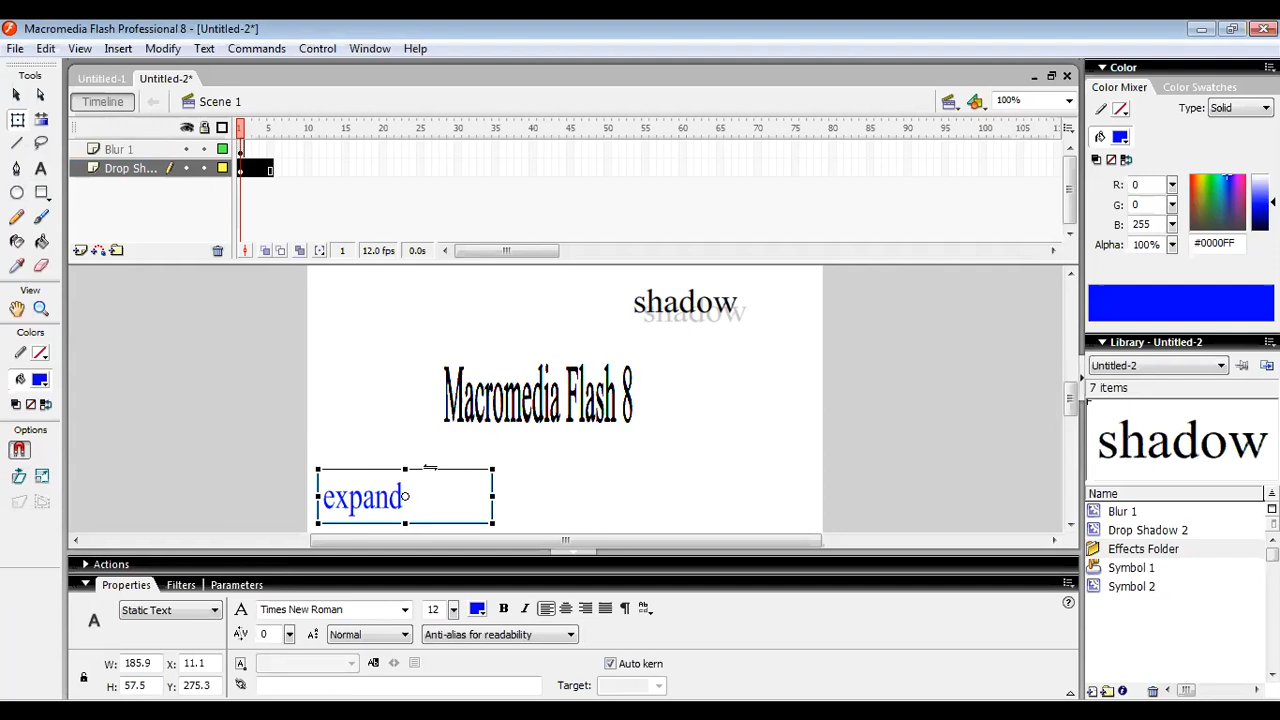 Macromedia Flash Professional 8 - [Untitled-2*]
File Edit View Insert Modify Text Commands Control Window Help
Tools
Untitled-1 Untitled-2*
Timeline Scene 1 100%
1 5 10 15 20 25 30 35 40 45 50 55 60 65 70 75 80 85 90 95 100 105
Blur 1
Drop Sh...
1 12.0 fps 0.0s
View
Colors
Options
shadow
shadow
Macromedia Flash 8
expand
Actions
Properties Filters Parameters
A Static Text A Times New Roman 12 B I ¶ Ab
A/V 0 Normal Anti-alias for readability
W: 185.9 X: 11.1 Auto kern
H: 57.5 Y: 275.3 Target:
Color
Color Mixer Color Swatches
Type: Solid
R: 0
G: 0
B: 255
Alpha: 100% #0000FF
Library - Untitled-2
Untitled-2
7 items
shadow
Name
Blur 1
Drop Shadow 2
Effects Folder
Symbol 1
Symbol 2